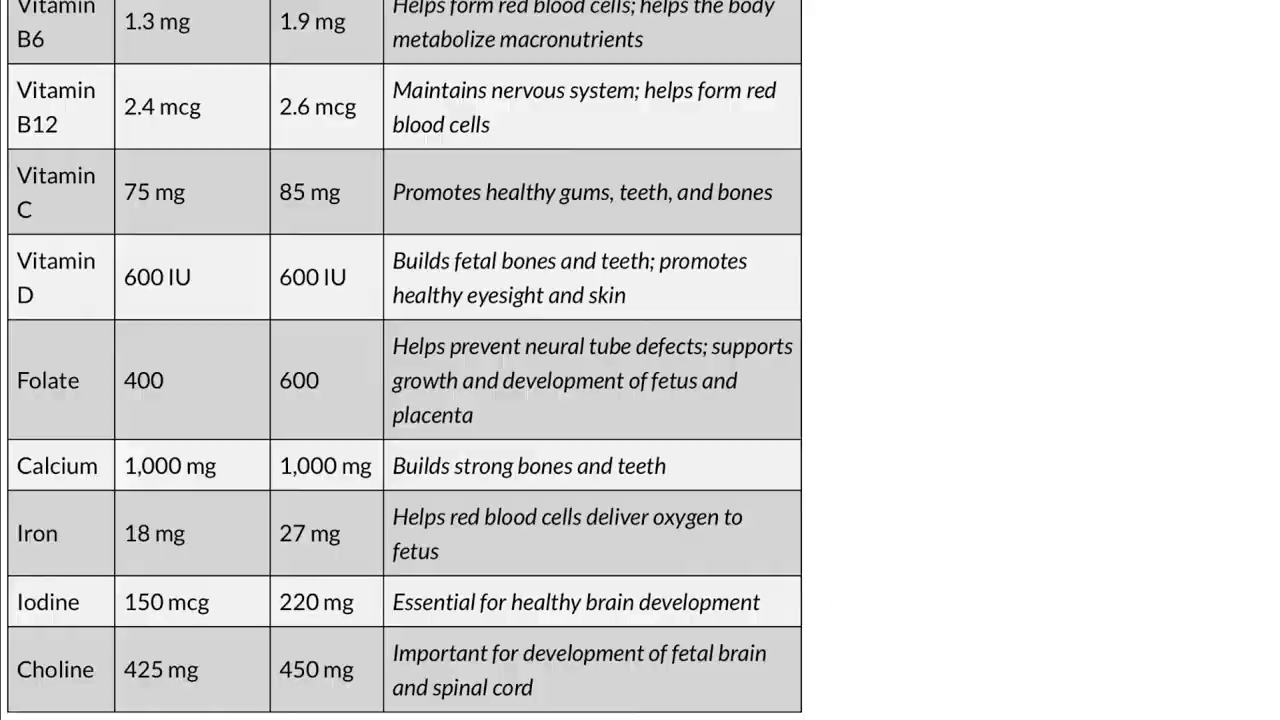 Vitamin
B6
1.3 mg
1.9 mg
Helps form red blood cells; helps the body
metabolize macronutrients
Vitamin
B12
2.4 mcg
2.6 mcg
Maintains nervous system; helps form red
blood cells
Vitamin
C
75 mg
85 mg
Promotes healthy gums, teeth, and bones
Vitamin
D
600 IU
600 IU
Builds fetal bones and teeth; promotes
healthy eyesight and skin
Folate
400
600
Helps prevent neural tube defects; supports
growth and development of fetus and
placenta
Calcium
1,000 mg
1,000 mg
Builds strong bones and teeth
Iron
18 mg
27 mg
Helps red blood cells deliver oxygen to
fetus
Iodine
150 mcg
220 mg
Essential for healthy brain development
Choline
425 mg
450 mg
Important for development of fetal brain
and spinal cord